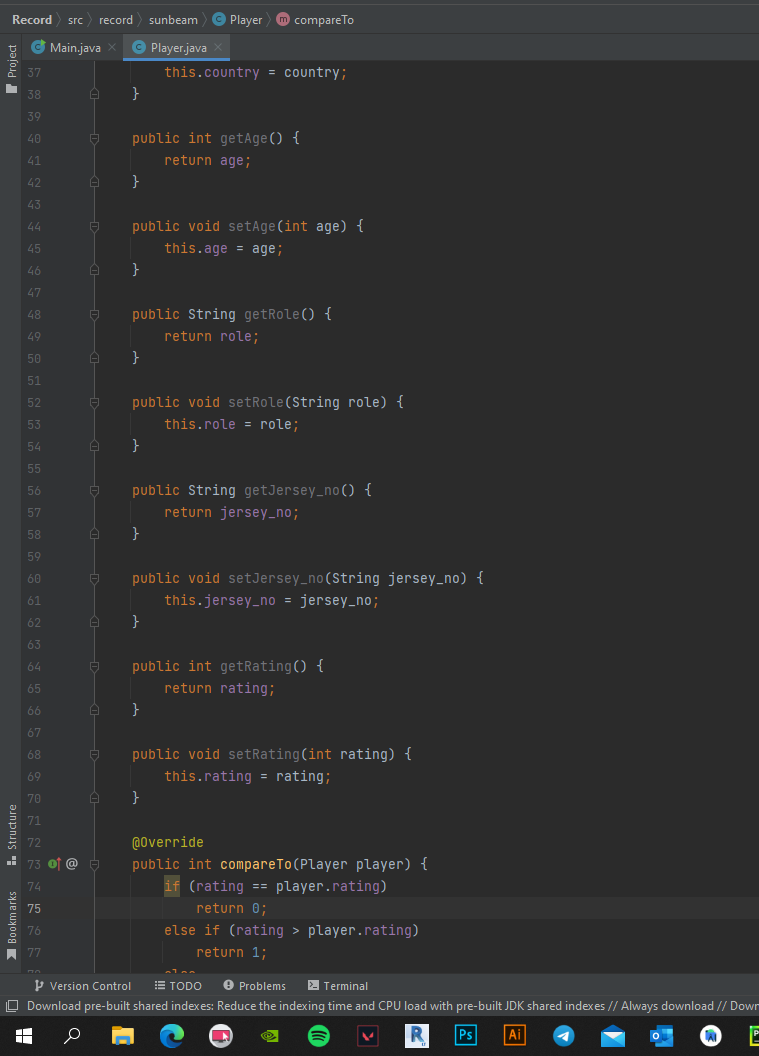 Record src record sunbeam Player compareTo
Main.java Player.java
Project
37 this.country = country;
38 }
39
40 public int getAge() {
41 return age;
42 }
43
44 public void setAge(int age) {
45 this.age = age;
46 }
47
48 public String getRole() {
49 return role;
50 }
51
52 public void setRole(String role) {
53 this.role = role;
54 }
55
56 public String getJersey_no() {
57 return jersey_no;
58 }
59
60 public void setJersey_no(String jersey_no) {
61 this.jersey_no = jersey_no;
62 }
63
64 public int getRating() {
65 return rating;
66 }
67
68 public void setRating(int rating) {
69 this.rating = rating;
70 }
71
72 @Override
73 public int compareTo(Player player) {
74 if (rating == player.rating)
75 return 0;
76 else if (rating > player.rating)
77 return 1;
78 else
Structure
Bookmarks
Version Control TODO Problems Terminal
Download pre-built shared indexes: Reduce the indexing time and CPU load with pre-built JDK shared indexes // Always download // Down
R Ps Ai